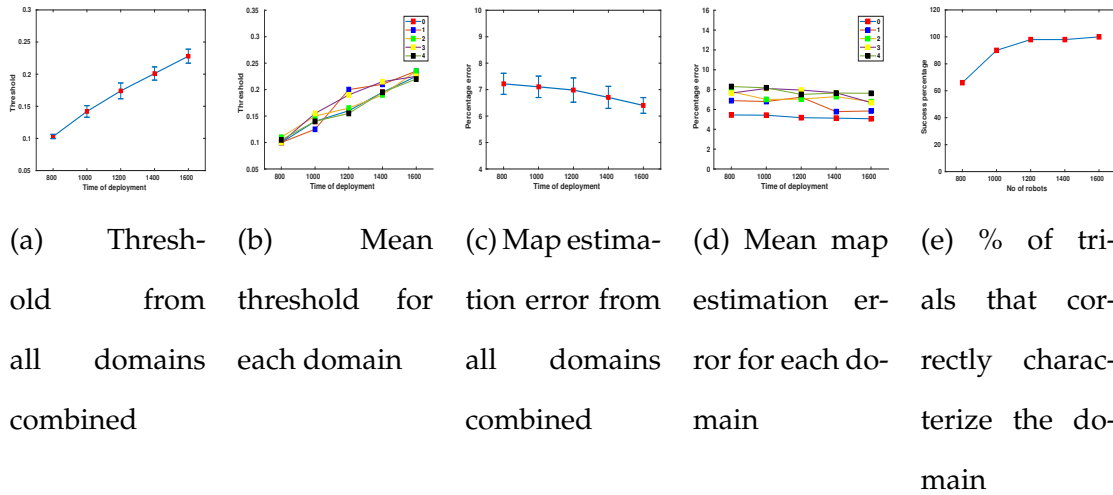 0.3
0.25
0.2
0.15
0.1
0.05
Threshold
800 1000 1200 1400 1600
Time of deployment
0.35
0.3
0.25
0.2
0.15
0.1
0.05
Threshold
0
1
2
3
4
800 1000 1200 1400 1600
Time of deployment
9
8
7
6
5
4
Percentage error
800 1000 1200 1400 1600
Time of deployment
16
14
12
10
8
6
4
2
0
Percentage error
0
1
2
3
4
800 1000 1200 1400 1600
Time of deployment
120
100
80
60
40
20
0
Success percentage
800 1000 1200 1400 1600
No of robots
(a) Thresh-
old from
all domains
combined
(b) Mean
threshold for
each domain
(c) Map estima-
tion error from
all domains
combined
(d) Mean map
estimation er-
ror for each do-
main
(e) % of tri-
als that cor-
rectly charac-
terize the do-
main